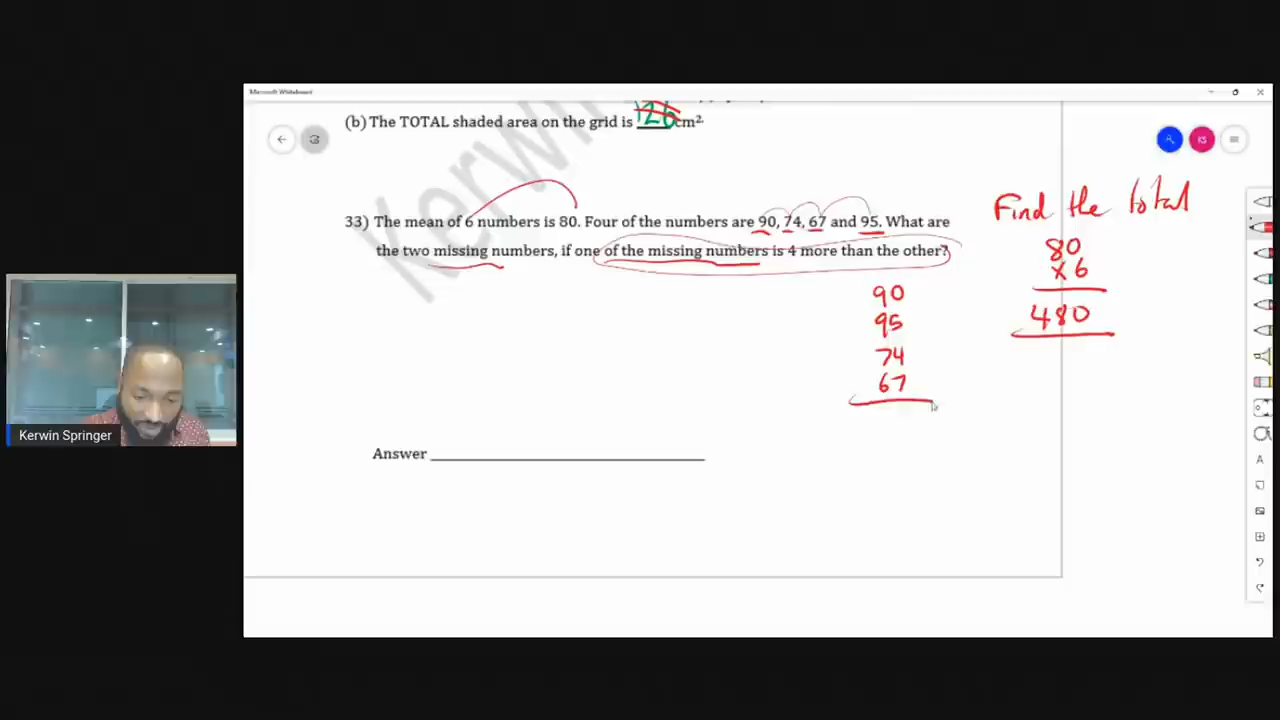 Microsoft Whiteboard
(b) The TOTAL shaded area on the grid is 126 cm².
33) The mean of 6 numbers is 80. Four of the numbers are 90, 74, 67 and 95. What are
the two missing numbers, if one of the missing numbers is 4 more than the other?
Find the total
80
x6
480
90
95
74
67
Answer
Kerwin Springer
Kerwin
KS
A